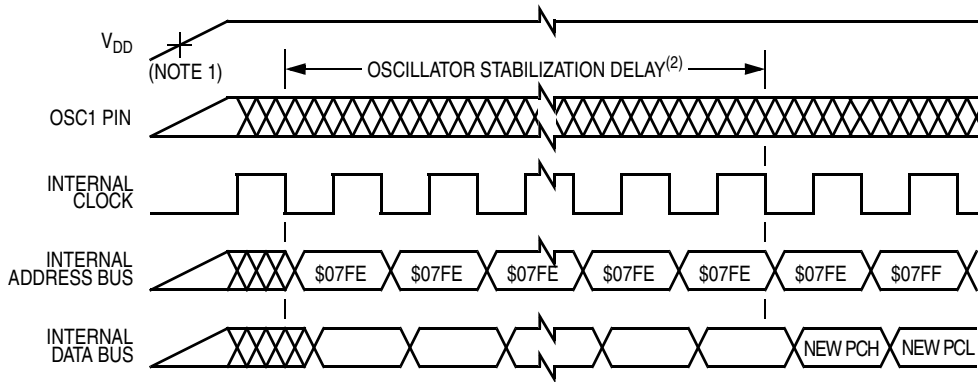 VDD
(NOTE 1)
OSCILLATOR STABILIZATION DELAY(2)
OSC1 PIN
INTERNAL
CLOCK
INTERNAL
ADDRESS BUS
$07FE $07FE $07FE $07FE $07FE $07FE $07FF
INTERNAL
DATA BUS
NEW PCH NEW PCL